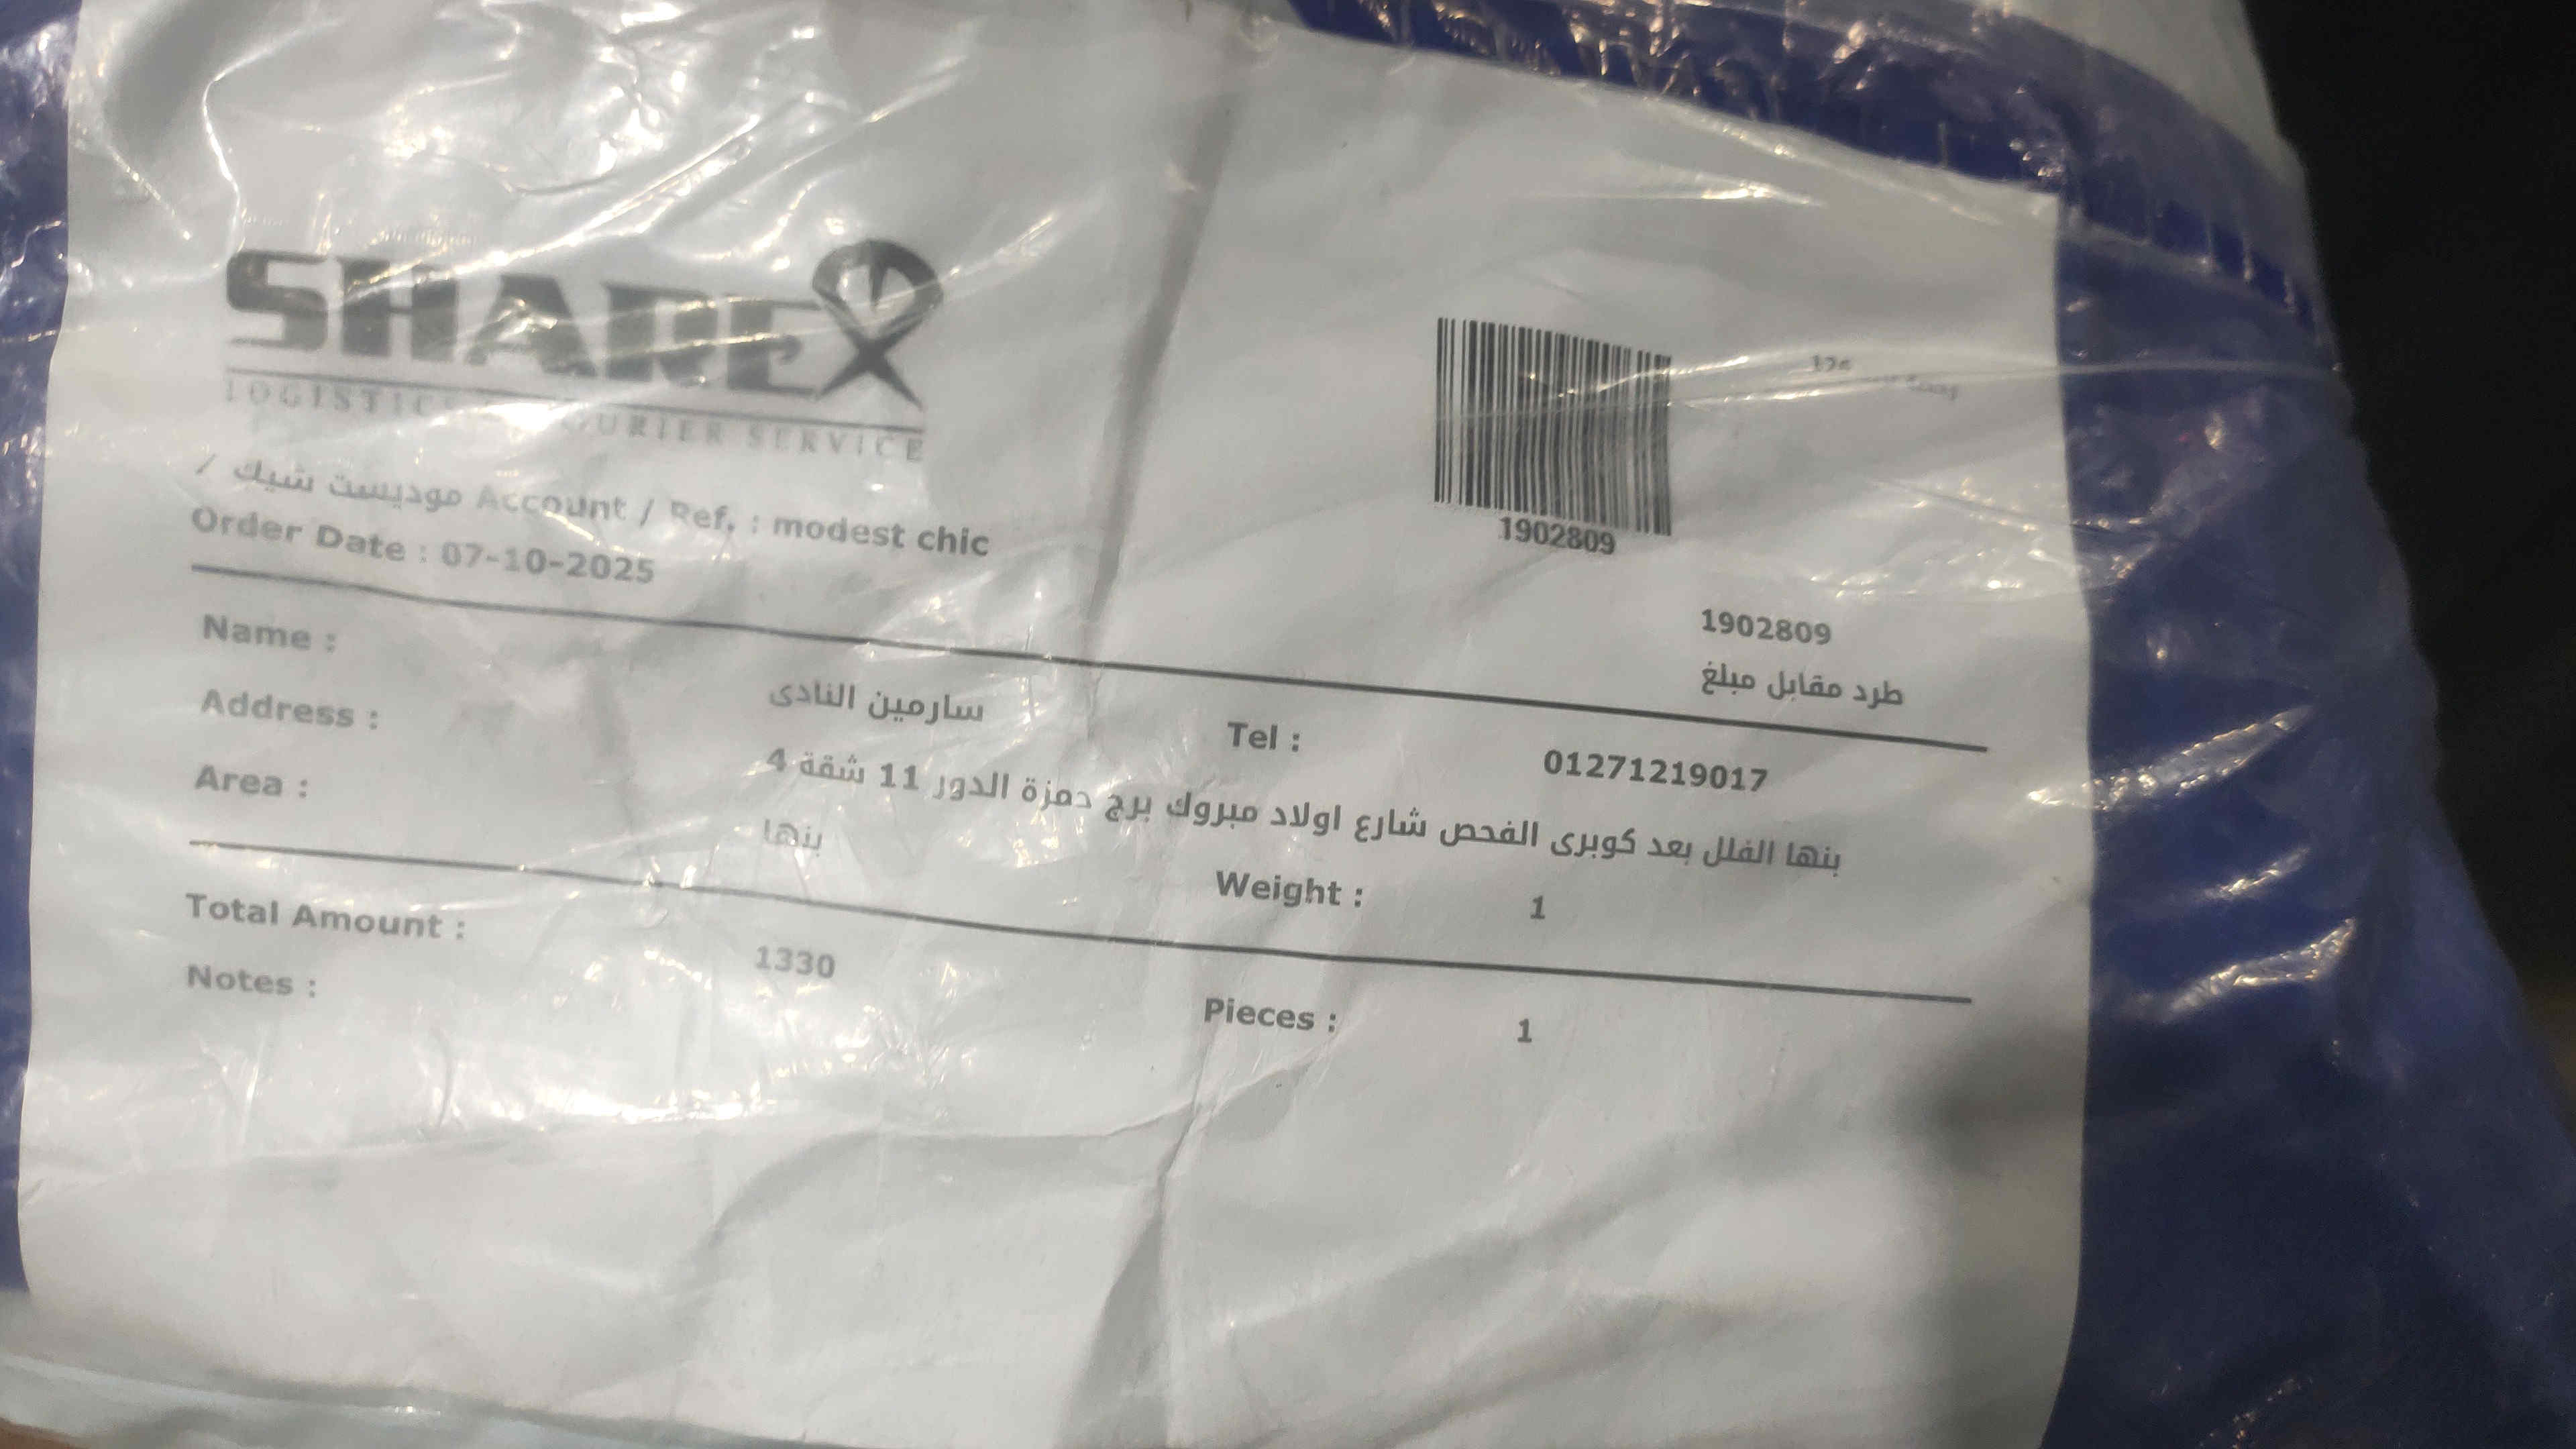 SHAREX
LOGISTICS COURIER SERVICE
موديست شيك / Account / Ref. : modest chic
Order Date : 07-10-2025
1902809
1902809
طرد مقابل مبلغ
Name :
سارمين النادى
Tel :
01271219017
Address :
بنها الفلل بعد كوبرى الفحص شارع اولاد مبروك برج حمزة الدور 11 شقة 4
Area :
بنها
Weight :
1
Total Amount :
1330
Pieces :
1
Notes :